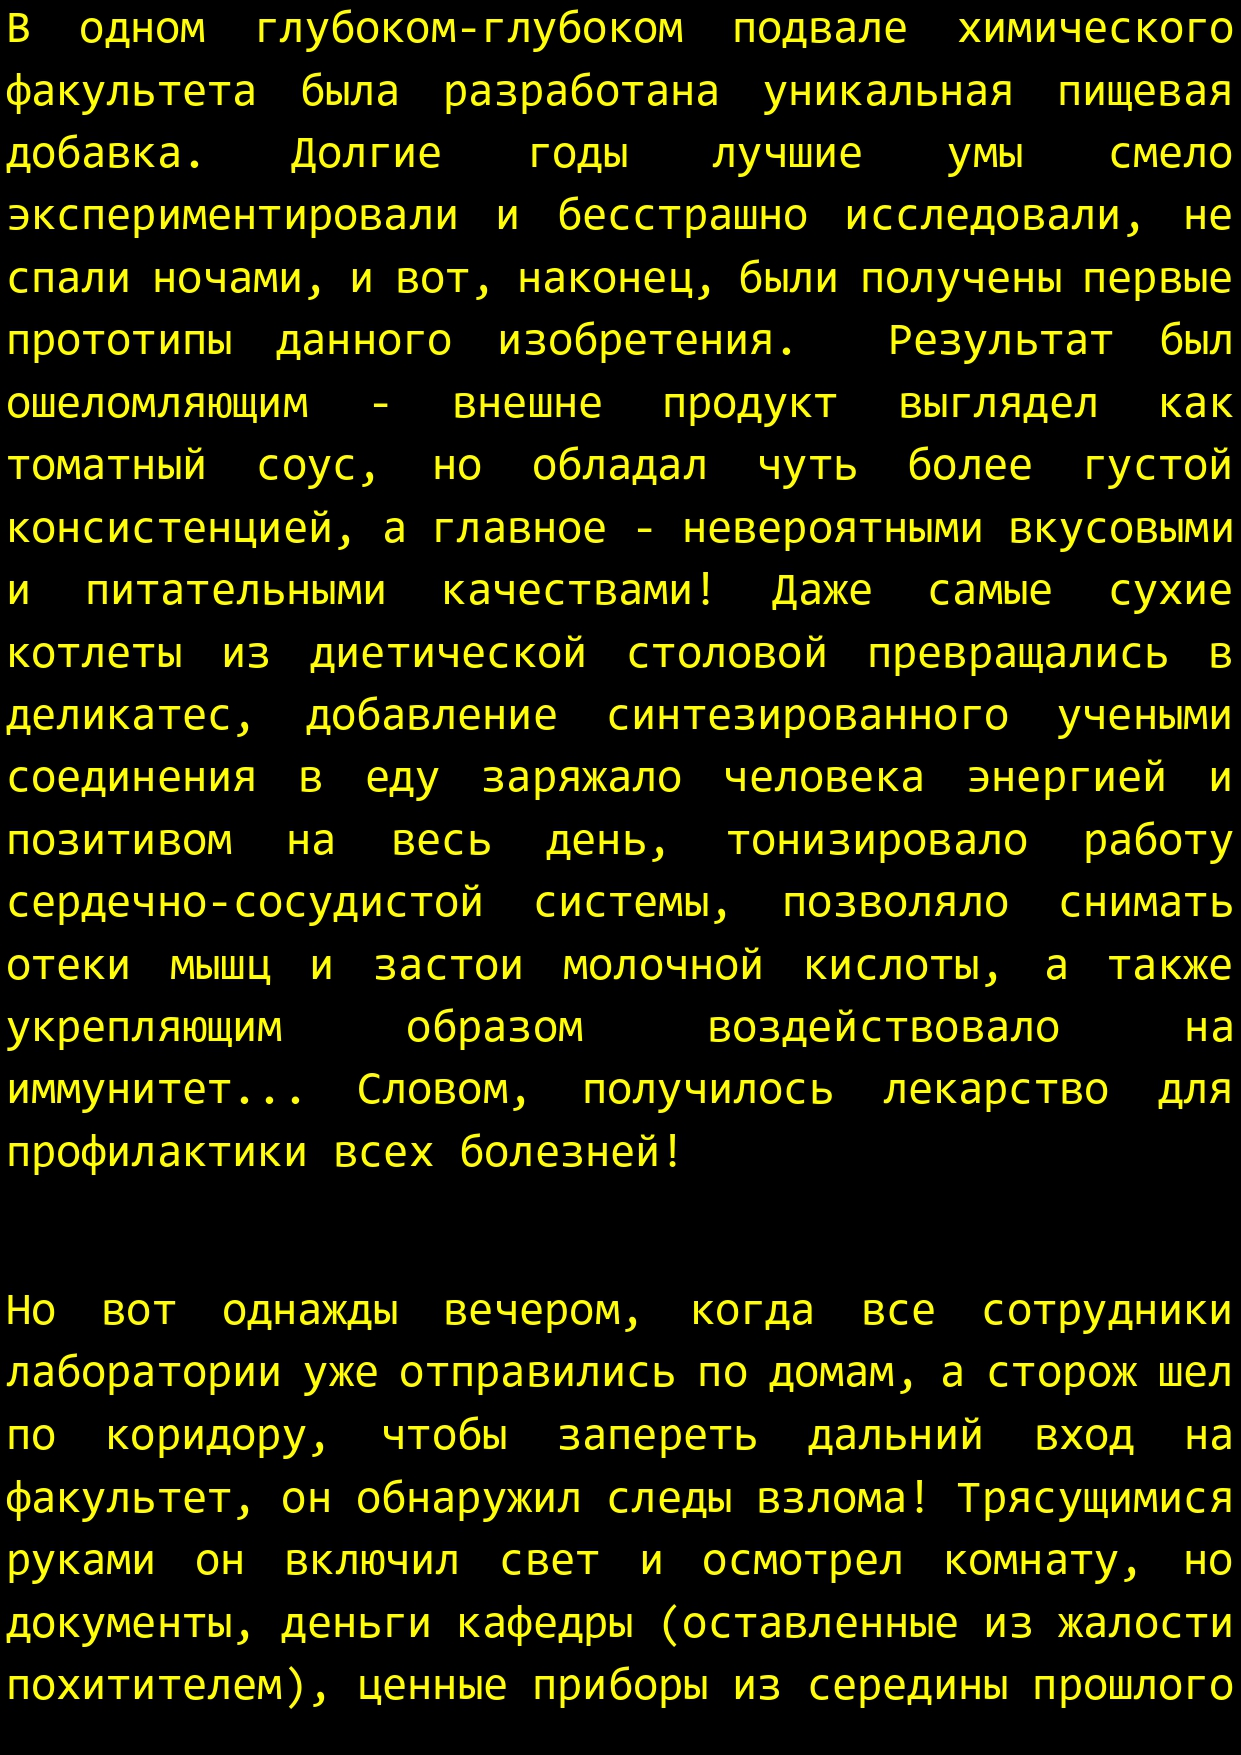 В одном глубоком-глубоком подвале химического
факультета была разработана уникальная пищевая
добавка. Долгие годы лучшие умы смело
экспериментировали и бесстрашно исследовали, не
спали ночами, и вот, наконец, были получены первые
прототипы данного изобретения. Результат был
ошеломляющим - внешне продукт выглядел как
томатный соус, но обладал чуть более густой
консистенцией, а главное - невероятными вкусовыми
и питательными качествами! Даже самые сухие
котлеты из диетической столовой превращались в
деликатес, добавление синтезированного учеными
соединения в еду заряжало человека энергией и
позитивом на весь день, тонизировало работу
сердечно-сосудистой системы, позволяло снимать
отеки мышц и застои молочной кислоты, а также
укрепляющим образом воздействовало на
иммунитет... Словом, получилось лекарство для
профилактики всех болезней!
Но вот однажды вечером, когда все сотрудники
лаборатории уже отправились по домам, а сторож шел
по коридору, чтобы запереть дальний вход на
факультет, он обнаружил следы взлома! Трясущимися
руками он включил свет и осмотрел комнату, но
документы, деньги кафедры (оставленные из жалости
похитителем), ценные приборы из середины прошлого